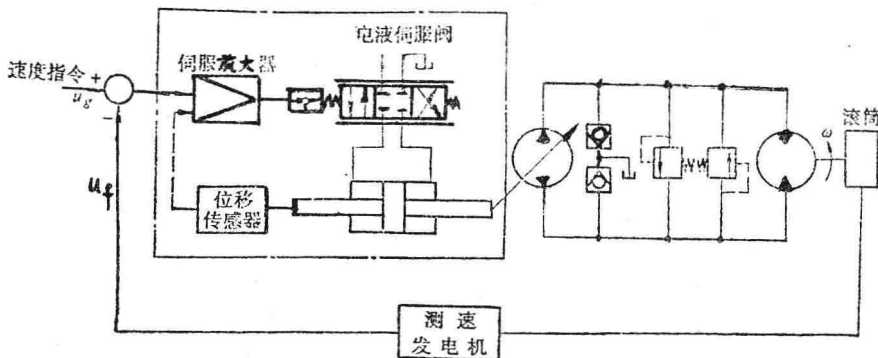 电液伺服阀
伺服放大器
速度指令 +
u_g
-
滚筒
ω
u_f
位移
传感器
测速
发电机